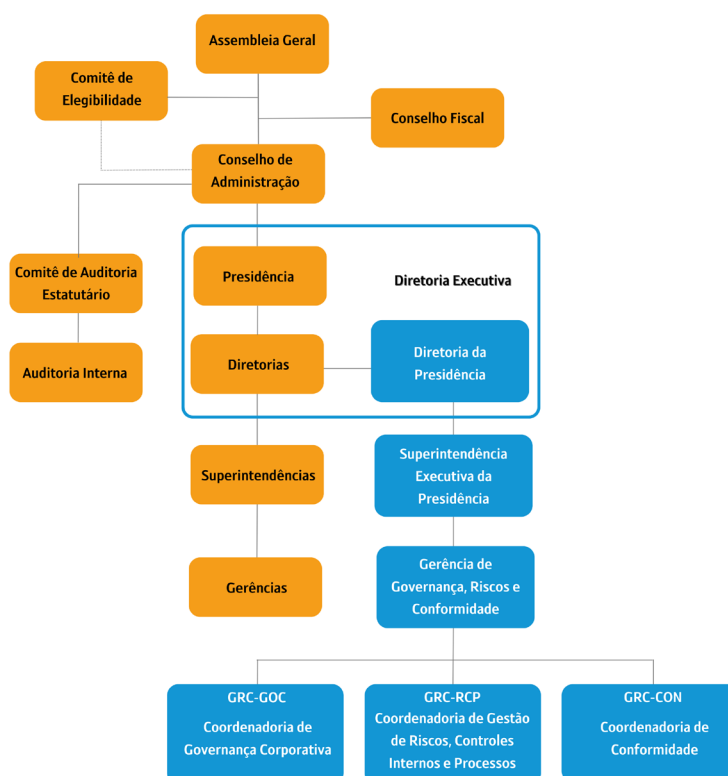 Assembleia Geral
Comitê de
Elegibilidade
Conselho Fiscal
Conselho de
Administração
Comitê de Auditoria
Estatutário
Presidência
Diretoria Executiva
Auditoria Interna
Diretorias
Diretoria da
Presidência
Superintendências
Superintendência
Executiva da
Presidência
Gerências
Gerência de
Governança, Riscos e
Conformidade
GRC-GOC
Coordenadoria de
Governança Corporativa
GRC-RCP
Coordenadoria de Gestão
de Riscos, Controles
Internos e Processos
GRC-CON
Coordenadoria de
Conformidade